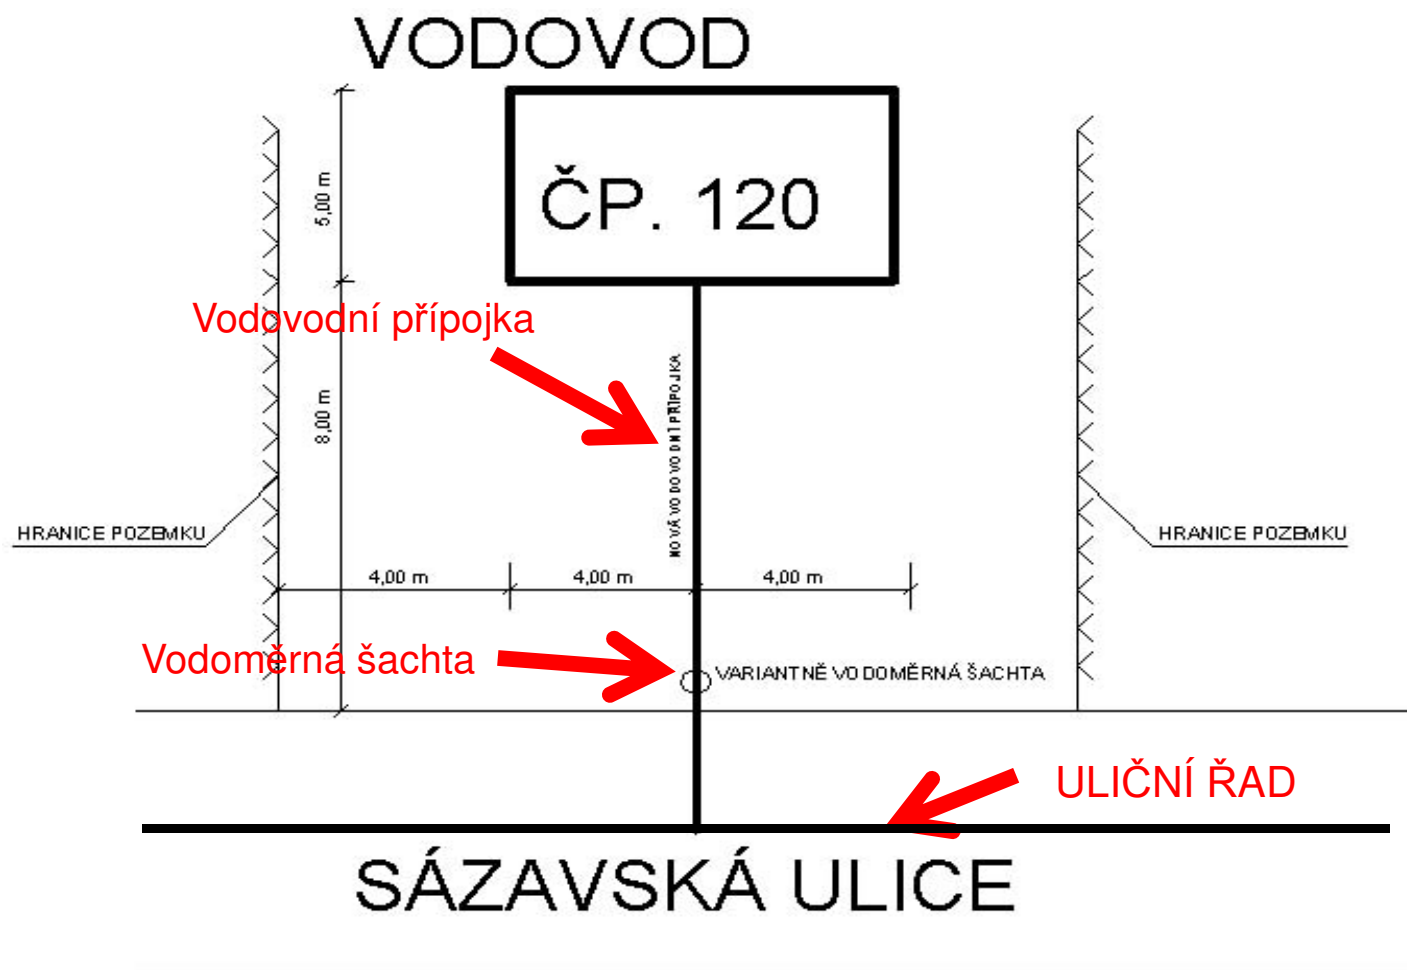 VODOVOD
5,00 m
ČP. 120
Vodovodní přípojka
NOVÁ VODOVODNÍ PŘÍPOJKA
8,00 m
HRANICE POZEMKU
HRANICE POZEMKU
4,00 m
4,00 m
4,00 m
Vodoměrná šachta
VARIANTNĚ VODOMĚRNÁ ŠACHTA
ULIČNÍ ŘAD
SÁZAVSKÁ ULICE